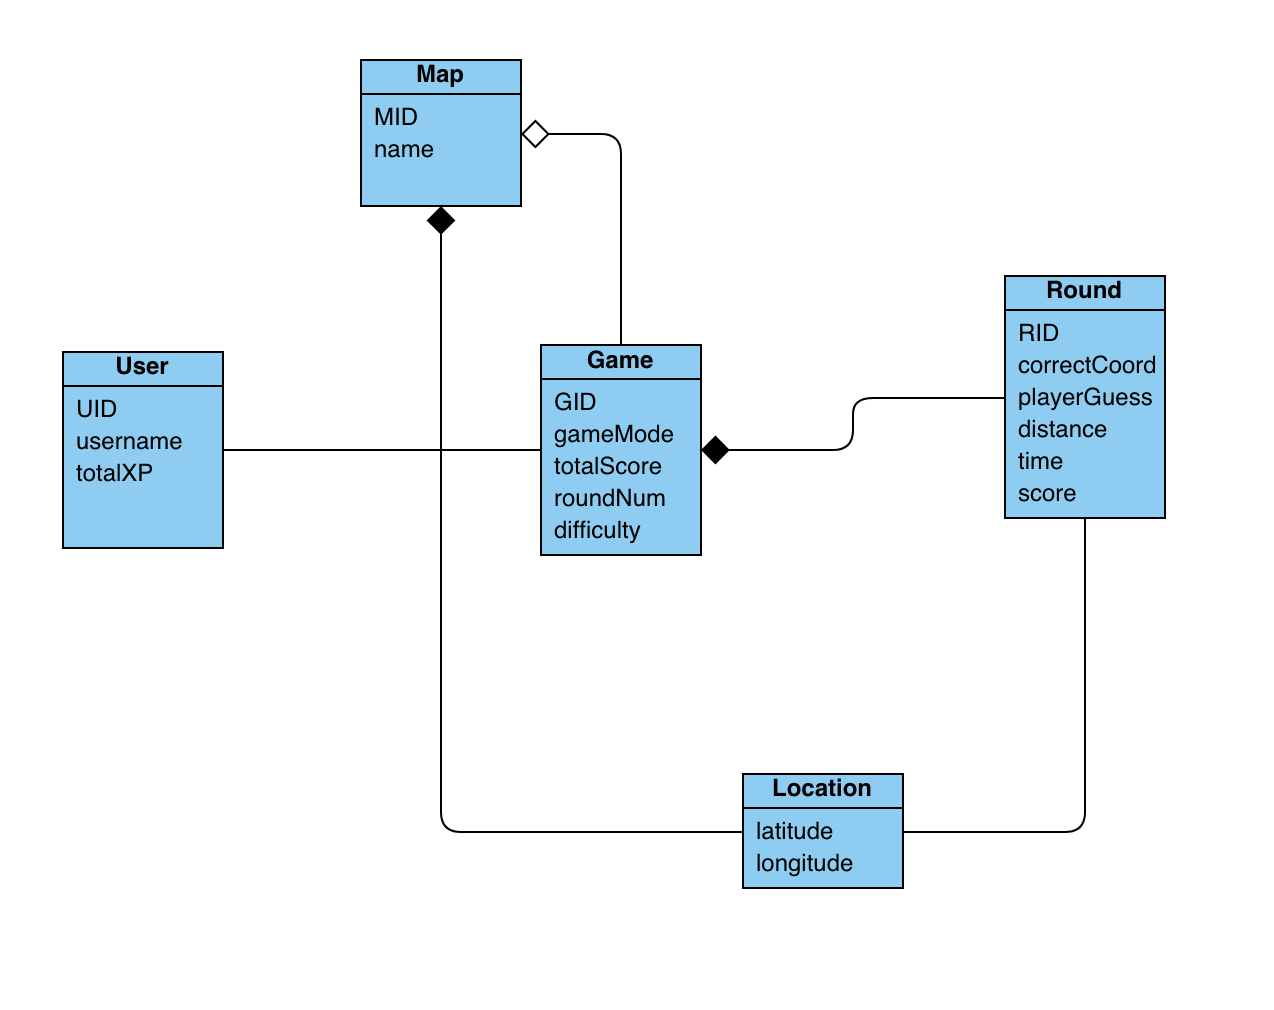 Map
MID
name
User
UID
username
totalXP
Game
GID
gameMode
totalScore
roundNum
difficulty
Round
RID
correctCoord
playerGuess
distance
time
score
Location
latitude
longitude